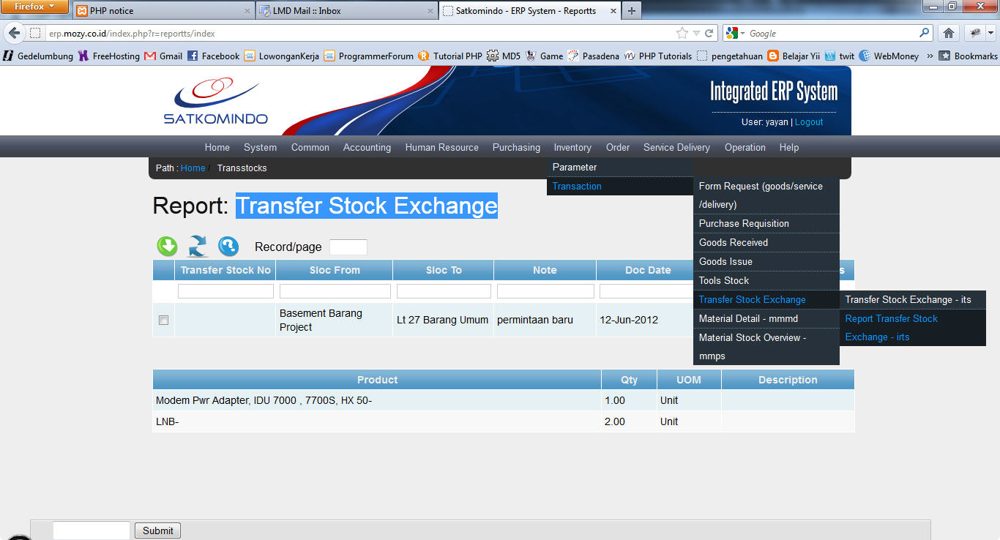 Firefox
PHP notice
LMD Mail :: Inbox
Satkomindo - ERP System - Reportts
erp.mozy.co.id/index.php?r=reportts/index
Google
Gedelumbung FreeHosting Gmail Facebook LowonganKerja ProgrammerForum Tutorial PHP MD5 Game Pasadena PHP Tutorials pengetahuan Belajar Yii twit WebMoney » Bookmarks
SATKOMINDO
Integrated ERP System
User: yayan | Logout
Home System Common Accounting Human Resource Purchasing Inventory Order Service Delivery Operation Help
Path : Home / Transstocks
Parameter
Transaction
Form Request (goods/service
/delivery)
Purchase Requisition
Goods Received
Goods Issue
Tools Stock
Transfer Stock Exchange
Material Detail - mmmd
Material Stock Overview -
mmps
Transfer Stock Exchange - its
Report Transfer Stock
Exchange - irts
Report: Transfer Stock Exchange
Record/page
Transfer Stock No Sloc From Sloc To Note Doc Date s
Basement Barang
Project
Lt 27 Barang Umum permintaan baru 12-Jun-2012
Product Qty UOM Description
Modem Pwr Adapter, IDU 7000 , 7700S, HX 50- 1.00 Unit
LNB- 2.00 Unit
Submit